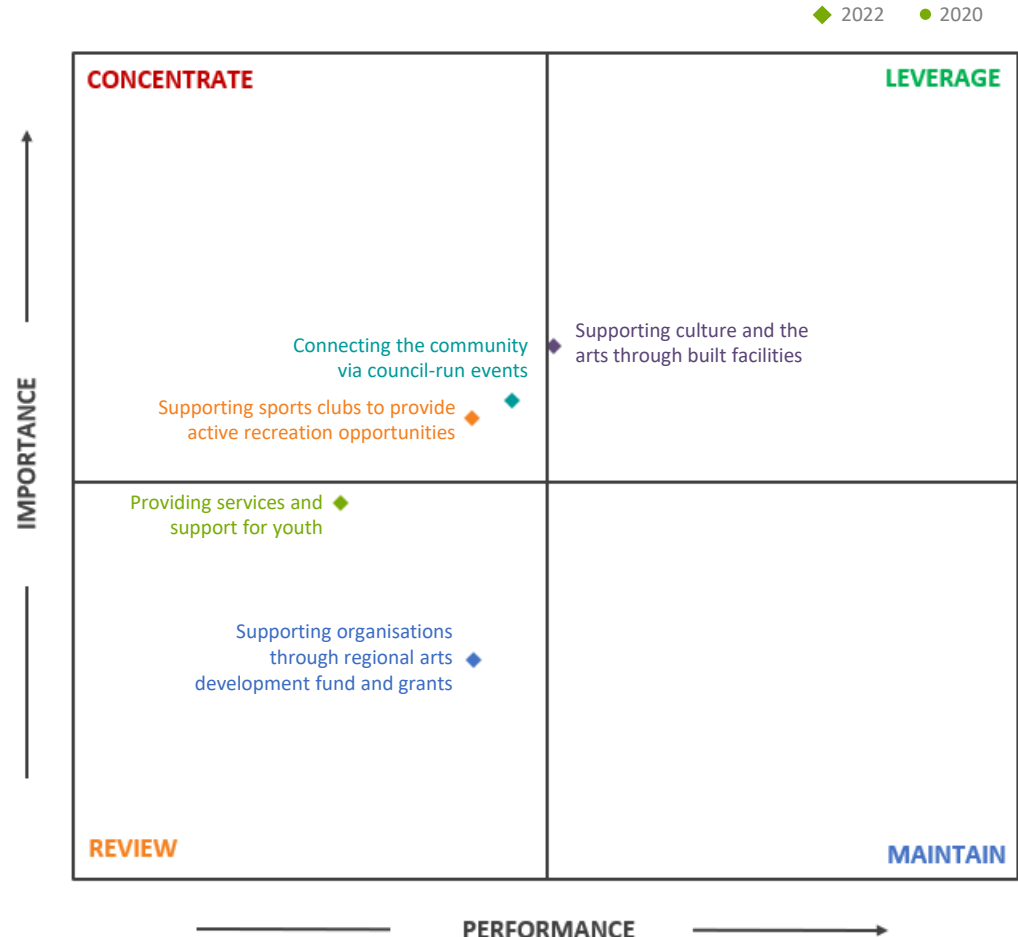 2022
2020
CONCENTRATE
LEVERAGE
Supporting culture and the
arts through built facilities
Connecting the community
via council-run events
Supporting sports clubs to provide
active recreation opportunities
IMPORTANCE
Providing services and
support for youth
Supporting organisations
through regional arts
development fund and grants
REVIEW
MAINTAIN
PERFORMANCE